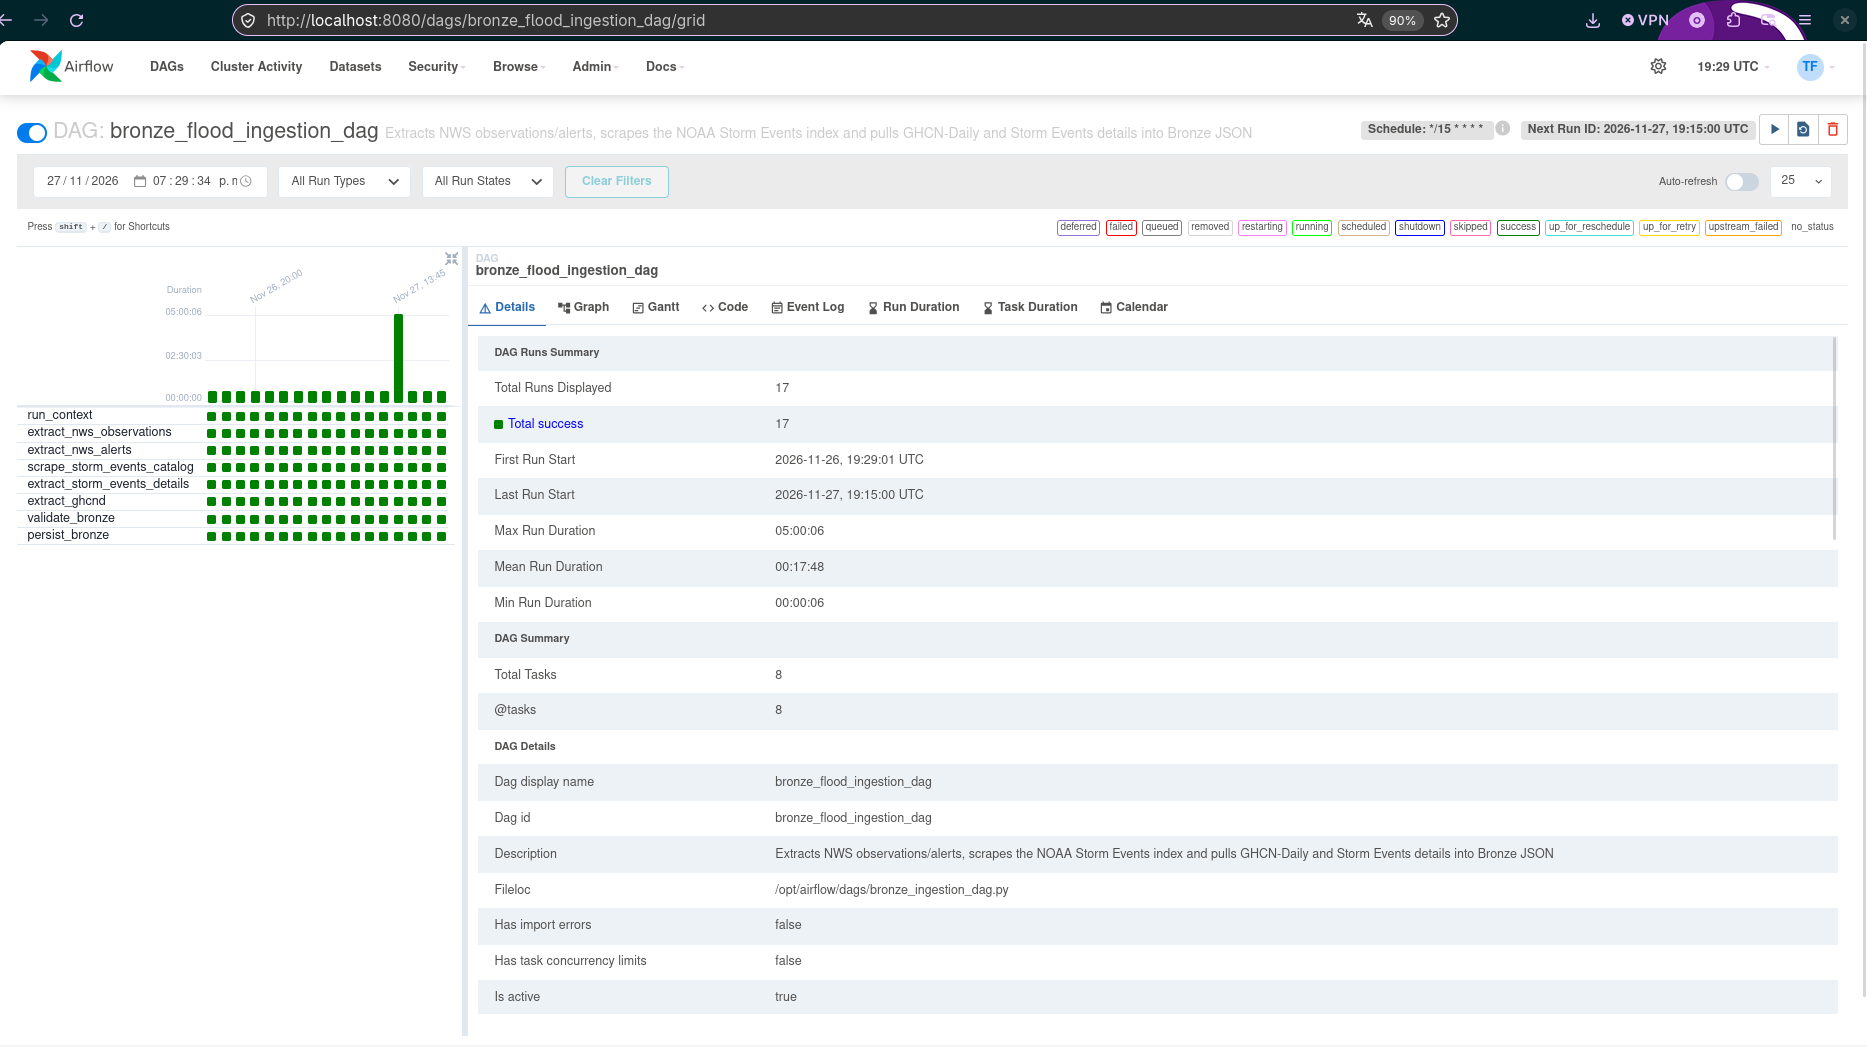 http://localhost:8080/dags/bronze_flood_ingestion_dag/grid 90% VPN
Airflow DAGs Cluster Activity Datasets Security Browse Admin Docs 19:29 UTC TF
DAG: bronze_flood_ingestion_dag Extracts NWS observations/alerts, scrapes the NOAA Storm Events index and pulls GHCN-Daily and Storm Events details into Bronze JSON Schedule: */15 * * * * Next Run ID: 2026-11-27, 19:15:00 UTC
27/11/2026 07:29:34 p. All Run Types All Run States Clear Filters Auto-refresh 25
Press shift + / for Shortcuts deferred failed queued removed restarting running scheduled shutdown skipped success up_for_reschedule up_for_retry upstream_failed no_status
Nov 26, 20:00 Nov 27, 13:45
Duration
05:00:06
02:30:03
00:00:00
run_context
extract_nws_observations
extract_nws_alerts
scrape_storm_events_catalog
extract_storm_events_details
extract_ghcnd
validate_bronze
persist_bronze
DAG
bronze_flood_ingestion_dag
Details Graph Gantt Code Event Log Run Duration Task Duration Calendar
DAG Runs Summary
Total Runs Displayed 17
Total success 17
First Run Start 2026-11-26, 19:29:01 UTC
Last Run Start 2026-11-27, 19:15:00 UTC
Max Run Duration 05:00:06
Mean Run Duration 00:17:48
Min Run Duration 00:00:06
DAG Summary
Total Tasks 8
@tasks 8
DAG Details
Dag display name bronze_flood_ingestion_dag
Dag id bronze_flood_ingestion_dag
Description Extracts NWS observations/alerts, scrapes the NOAA Storm Events index and pulls GHCN-Daily and Storm Events details into Bronze JSON
Fileloc /opt/airflow/dags/bronze_ingestion_dag.py
Has import errors false
Has task concurrency limits false
Is active true